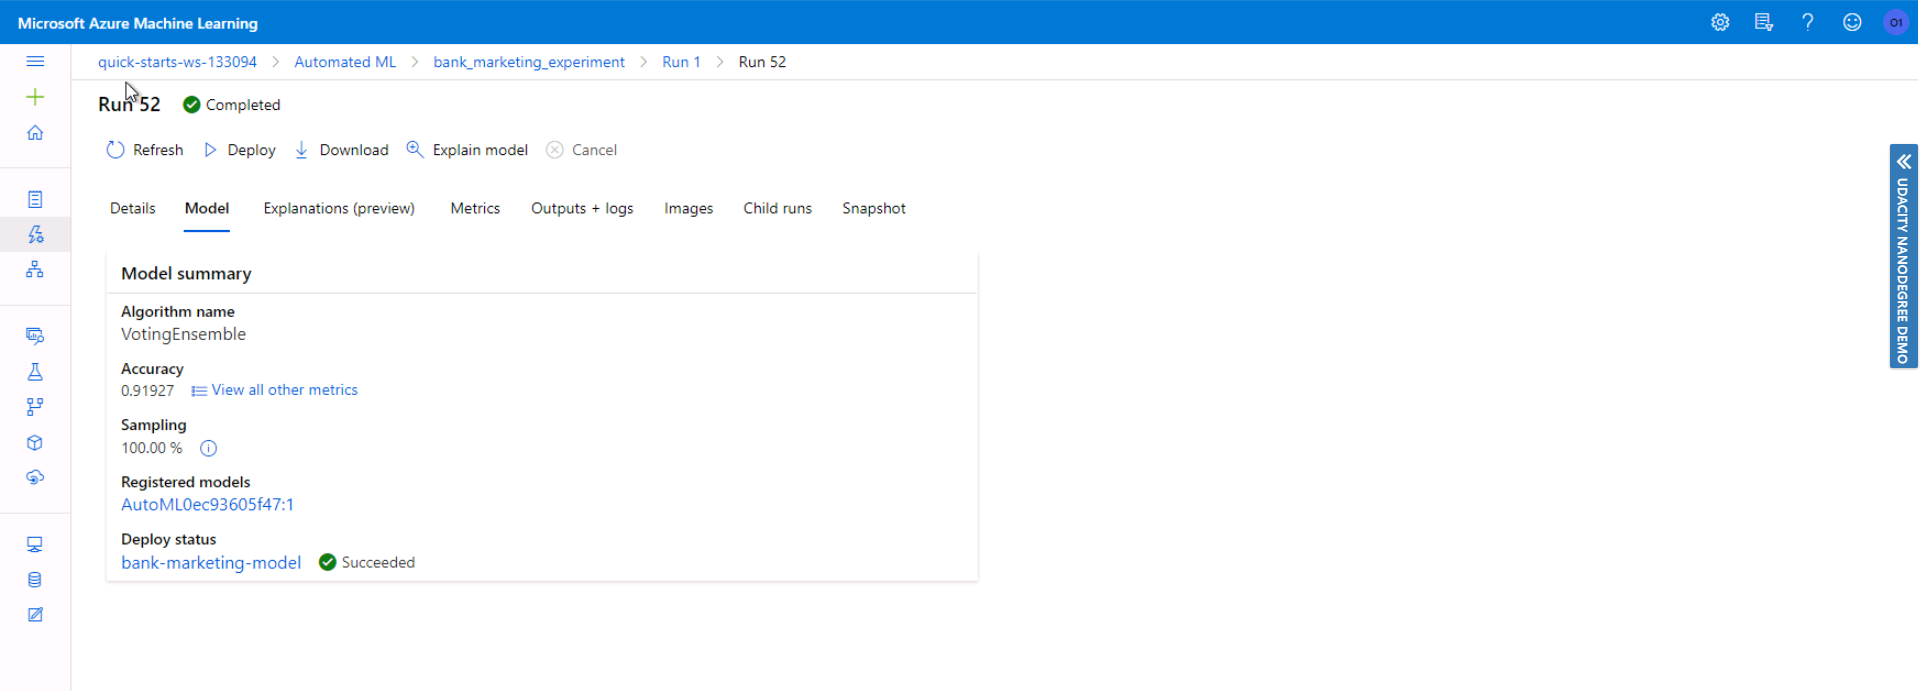 Microsoft Azure Machine Learning
O1
quick-starts-ws-133094 > Automated ML > bank_marketing_experiment > Run 1 > Run 52
Run 52 Completed
Refresh Deploy Download Explain model Cancel
Details Model Explanations (preview) Metrics Outputs + logs Images Child runs Snapshot
Model summary
Algorithm name
VotingEnsemble
Accuracy
0.91927 View all other metrics
Sampling
100.00 %
Registered models
AutoML0ec93605f47:1
Deploy status
bank-marketing-model Succeeded
UDACITY NANODEGREE DEMO